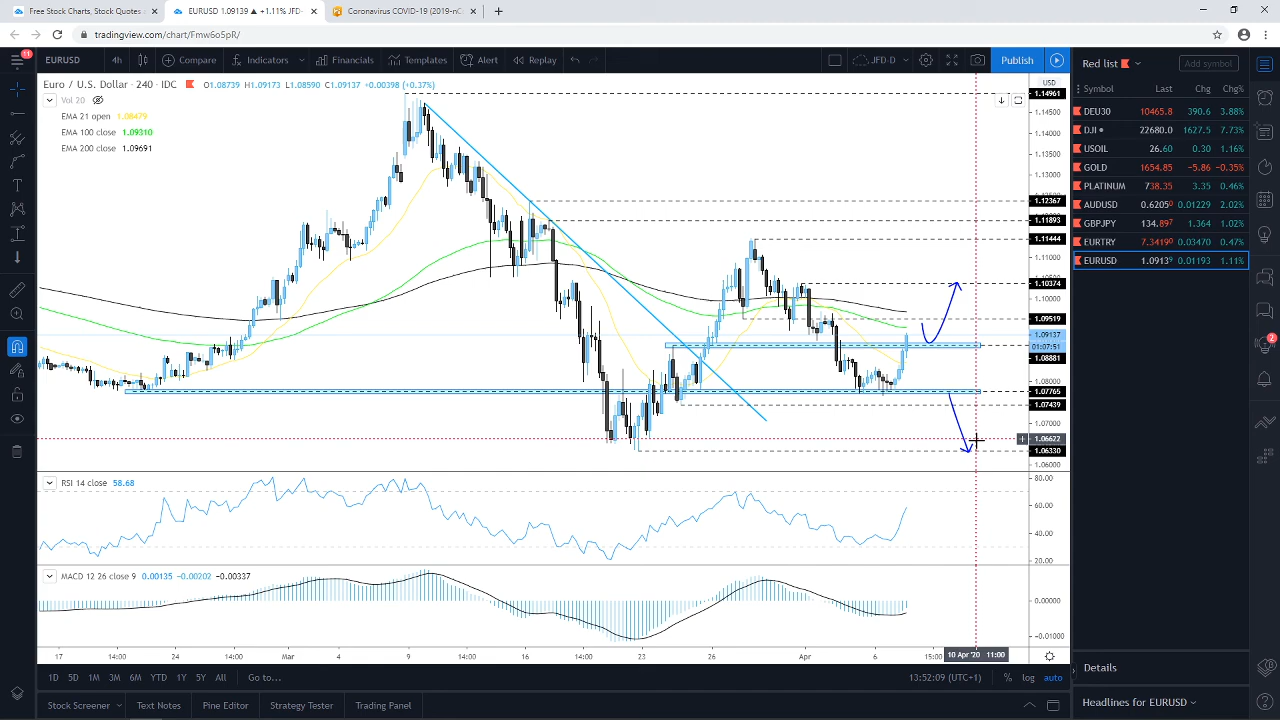 Free Stock Charts, Stock Quotes
EURUSD 1.09139 ▲ +1.11% JFD-
Coronavirus COVID-19 (2019-nC
tradingview.com/chart/Fmw6o5pR/
11
EURUSD 4h Compare Indicators Financials Templates Alert Replay JFD-D Publish
Red list Add symbol
Euro / U.S. Dollar · 240 · IDC O1.08739 H1.09173 L1.08590 C1.09137 +0.00398 (+0.37%)
Vol 20
EMA 21 open 1.08479
EMA 100 close 1.09310
EMA 200 close 1.09691
USD
1.14961
1.14500
1.14000
1.13500
1.13000
1.12367
1.11893
1.11444
1.11000
1.10374
1.10000
1.09519
1.09137
01:07:51
1.08881
1.08000
1.07765
1.07439
1.07000
1.06622
1.06330
1.06000
Symbol Last Chg Chg%
DEU30 10465.8 390.6 3.88%
DJI 22680.0 1627.5 7.73%
USOIL 26.60 0.30 1.16%
GOLD 1654.85 −5.86 −0.35%
PLATINUM 738.35 3.35 0.46%
AUDUSD 0.62050 0.01229 2.02%
GBPJPY 134.897 1.364 1.02%
EURTRY 7.34190 0.03470 0.47%
EURUSD 1.09139 0.01193 1.11%
2
RSI 14 close 58.68
80.00
60.00
40.00
20.00
MACD 12 26 close 9 0.00135 −0.00202 −0.00337
0.00000
−0.01000
17 14:00 24 14:00 Mar 4 9 14:00 16 14:00 23 26 Apr 6 15:00 10 Apr '20 11:00
1D 5D 1M 3M 6M YTD 1Y 5Y All Go to... 13:52:09 (UTC+1) % log auto
Stock Screener Text Notes Pine Editor Strategy Tester Trading Panel
Details
Headlines for EURUSD